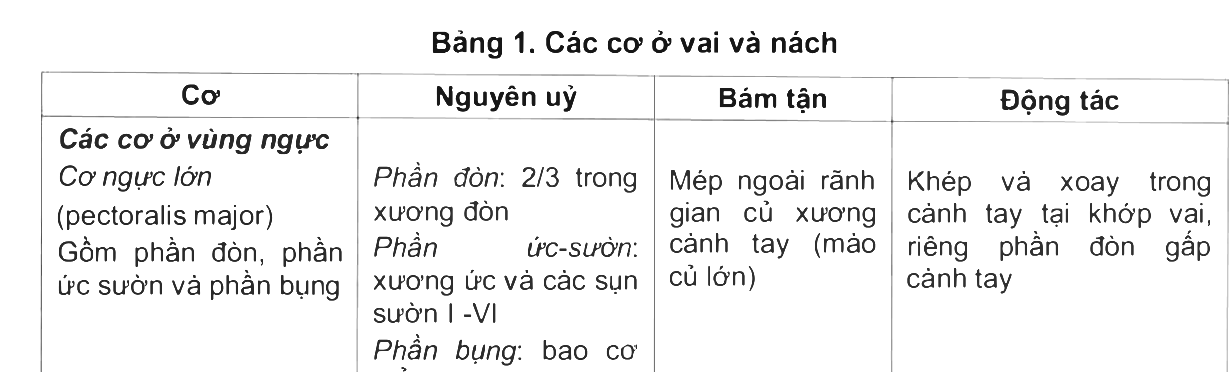 Bảng 1. Các cơ ở vai và nách
Cơ
Nguyên uỷ
Bám tận
Động tác
Các cơ ở vùng ngực
Cơ ngực lớn
(pectoralis major)
Gồm phần đòn, phần
ức sườn và phần bụng
Phần đòn: 2/3 trong
xương đòn
Phần ức-sườn:
xương ức và các sụn
sườn I -VI
Phần bụng: bao cơ
Mép ngoài rãnh
gian củ xương
cánh tay (mào
củ lớn)
Khép và xoay trong
cánh tay tại khớp vai,
riêng phần đòn gấp
cánh tay